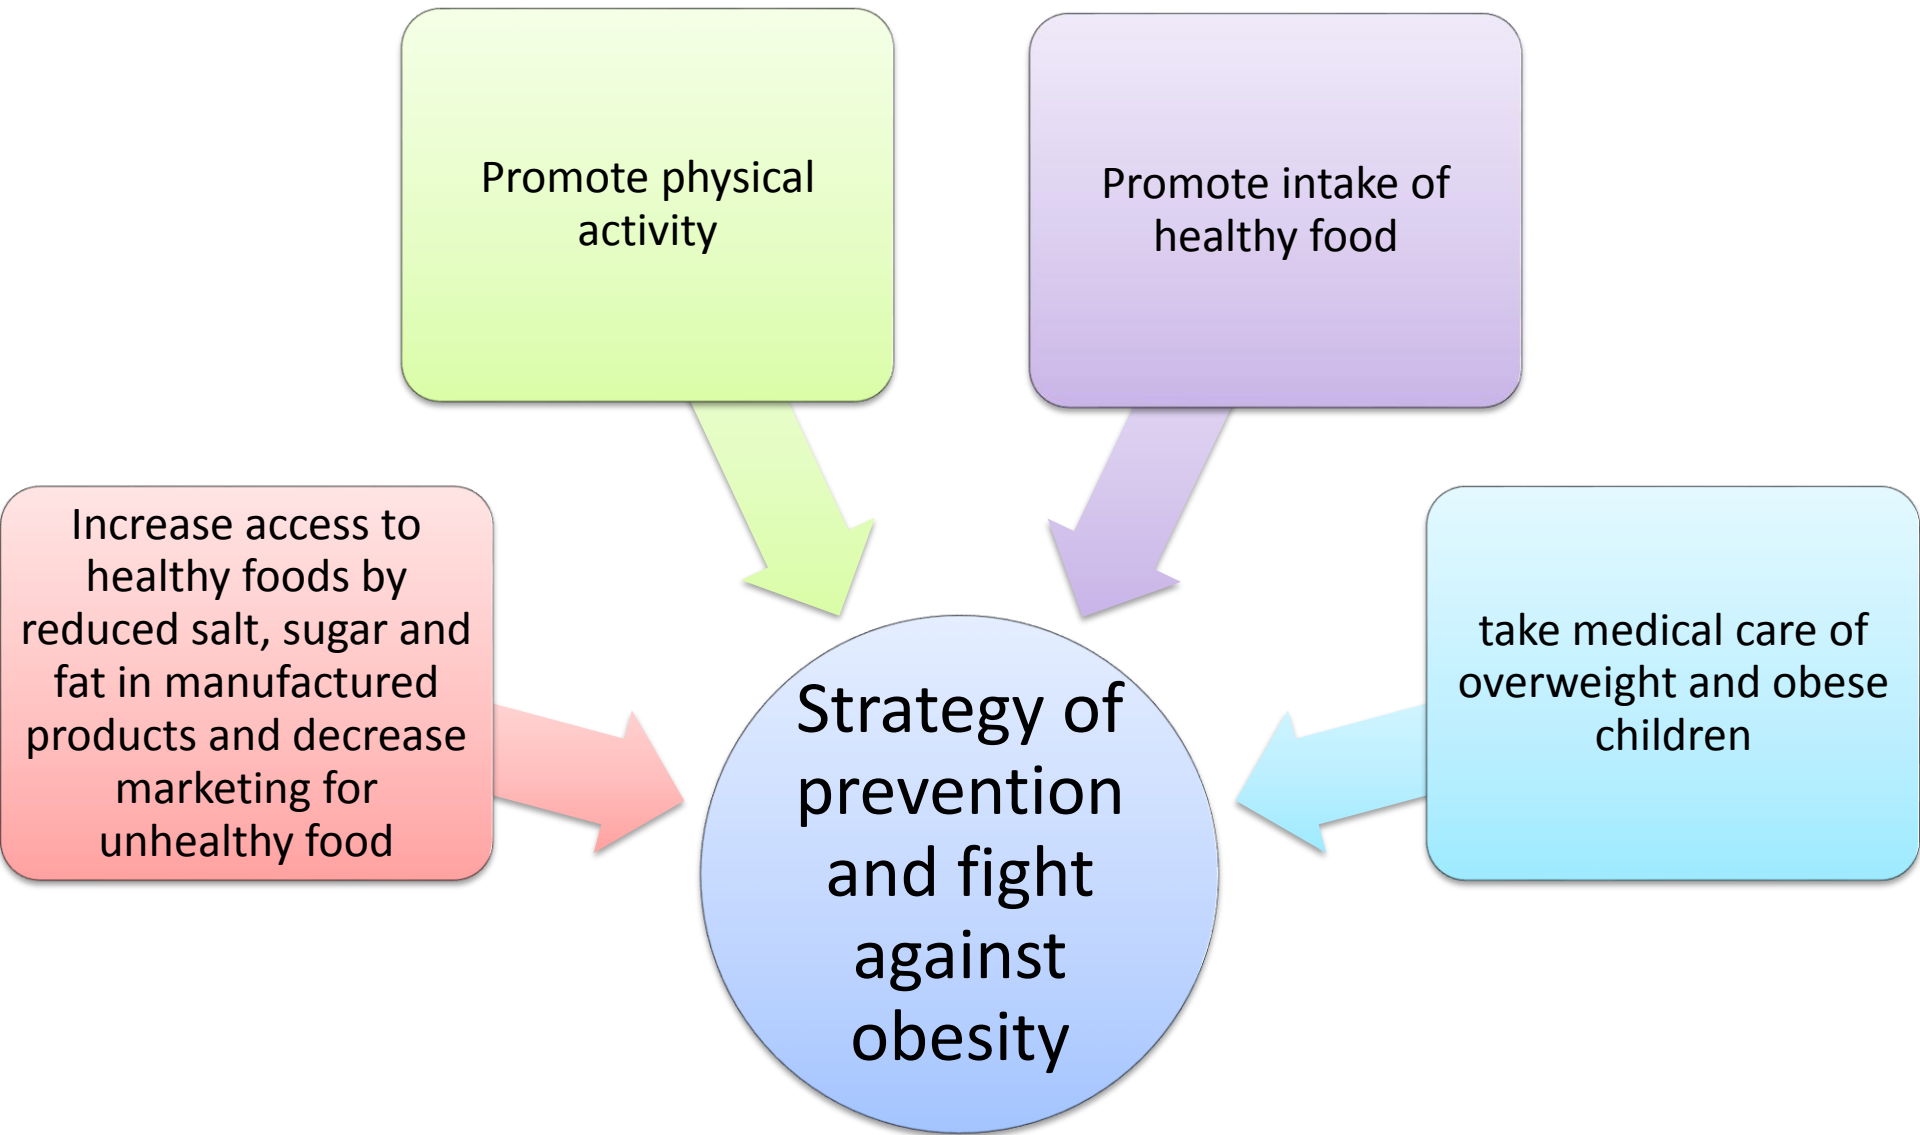 Promote physical
activity
Promote intake of
healthy food
Increase access to
healthy foods by
reduced salt, sugar and
fat in manufactured
products and decrease
marketing for
unhealthy food
take medical care of
overweight and obese
children
Strategy of
prevention
and fight
against
obesity